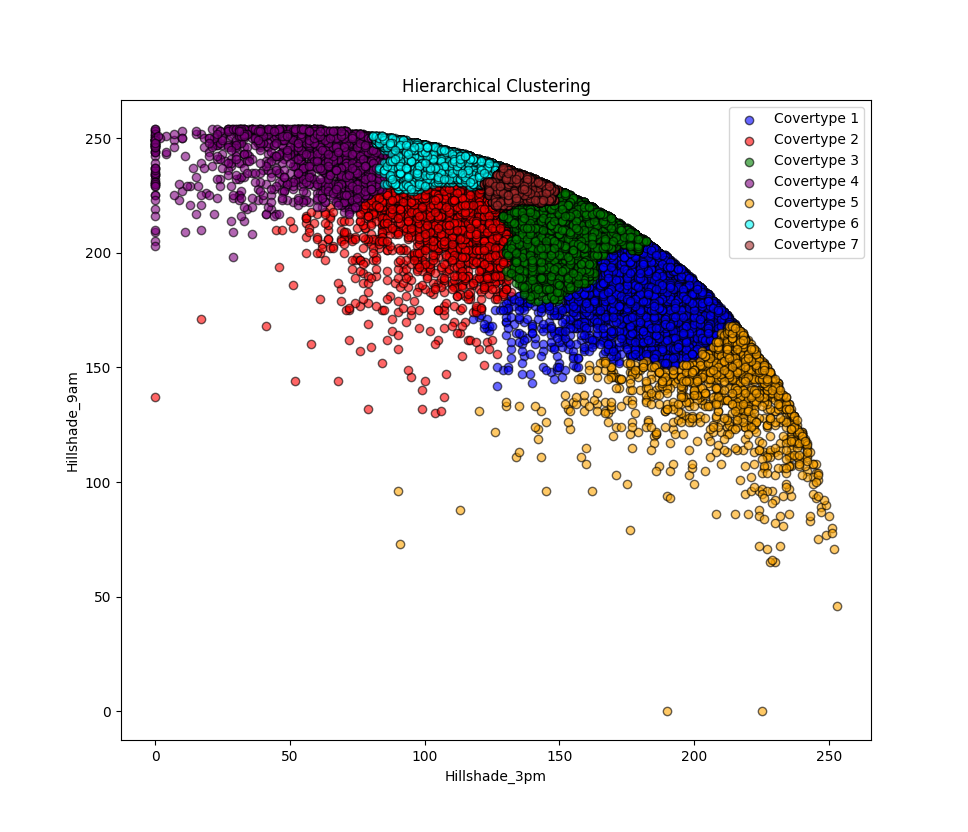 Hierarchical Clustering
Covertype 1
Covertype 2
Covertype 3
Covertype 4
Covertype 5
Covertype 6
Covertype 7
250
200
150
100
50
0
Hillshade_9am
0 50 100 150 200 250
Hillshade_3pm